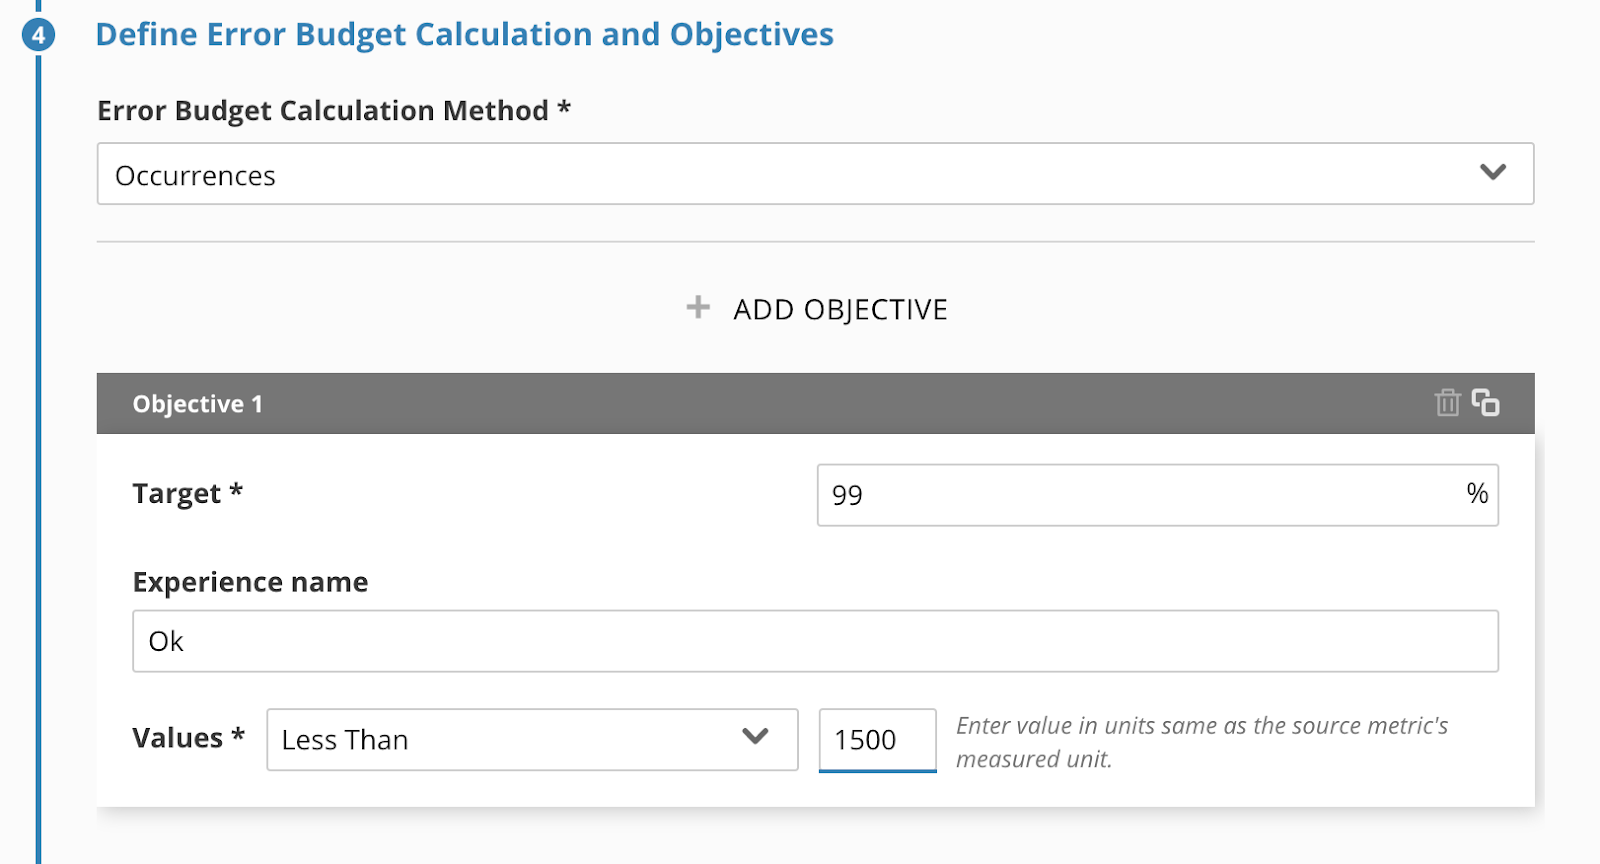 4
Define Error Budget Calculation and Objectives
Error Budget Calculation Method *
Occurrences
+ ADD OBJECTIVE
Objective 1
Target *
99 %
Experience name
Ok
Values * Less Than 1500 Enter value in units same as the source metric's
measured unit.